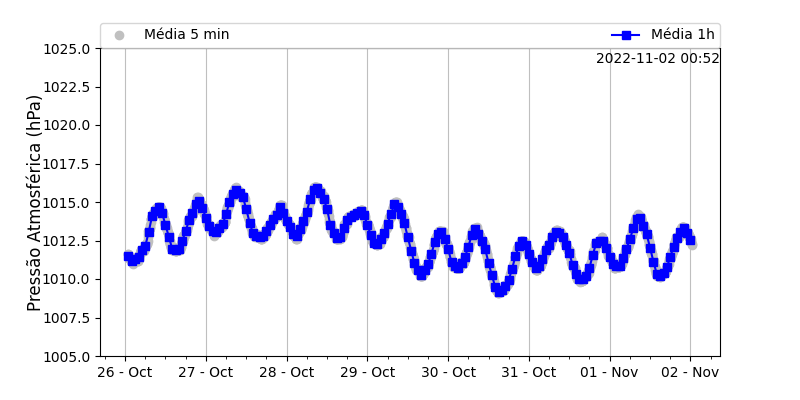 Média 5 min
Média 1h
2022-11-02 00:52
Pressão Atmosférica (hPa)
1025.0
1022.5
1020.0
1017.5
1015.0
1012.5
1010.0
1007.5
1005.0
26 - Oct
27 - Oct
28 - Oct
29 - Oct
30 - Oct
31 - Oct
01 - Nov
02 - Nov